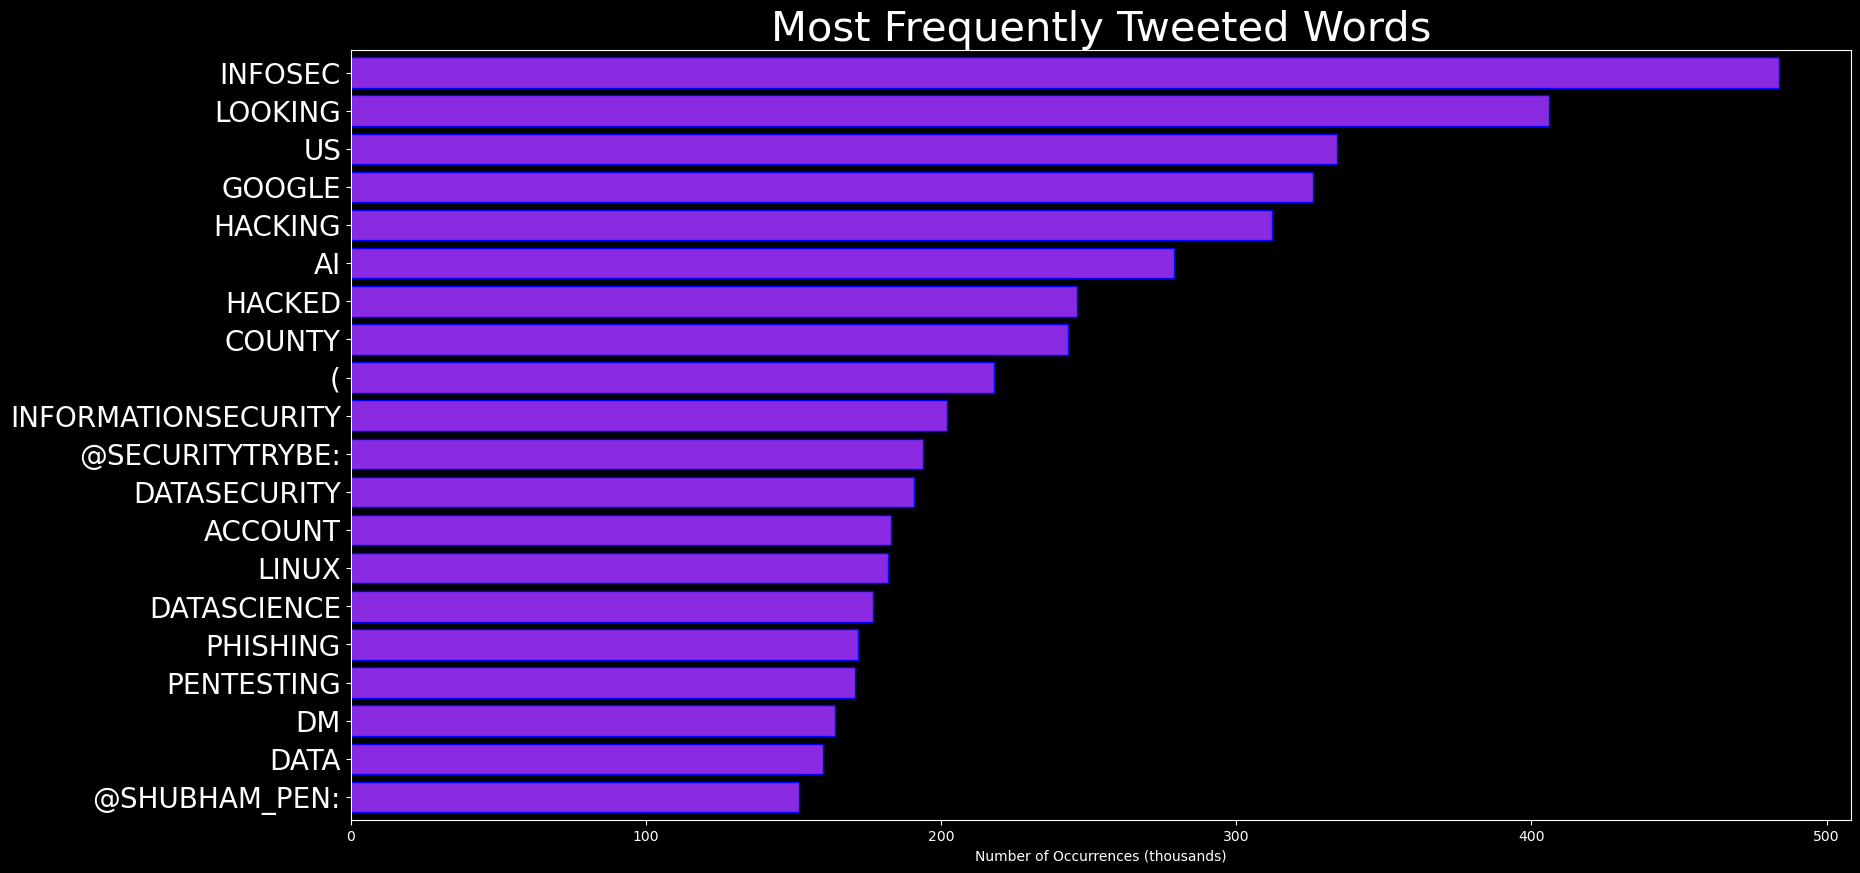 Most Frequently Tweeted Words
INFOSEC
LOOKING
US
GOOGLE
HACKING
AI
HACKED
COUNTY
(
INFORMATIONSECURITY
@SECURITYTRYBE:
DATASECURITY
ACCOUNT
LINUX
DATASCIENCE
PHISHING
PENTESTING
DM
DATA
@SHUBHAM_PEN:
0 100 200 300 400 500
Number of Occurrences (thousands)